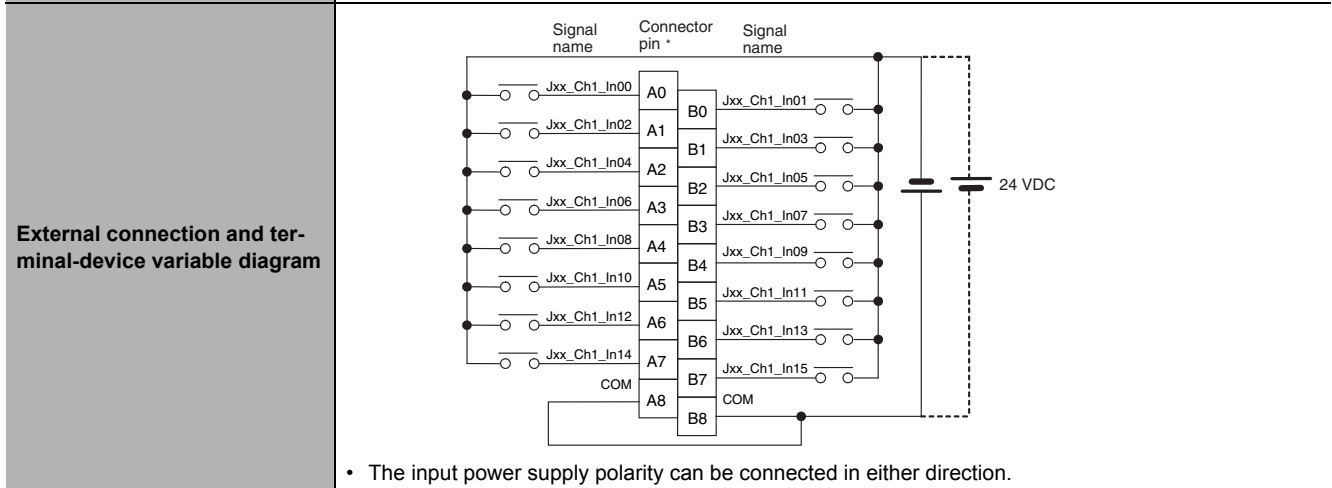 External connection and ter-
minal-device variable diagram
Signal
name
Connector
pin *
Signal
name
Jxx_Ch1_In00
A0
B0
Jxx_Ch1_In01
Jxx_Ch1_In02
A1
B1
Jxx_Ch1_In03
Jxx_Ch1_In04
A2
B2
Jxx_Ch1_In05
Jxx_Ch1_In06
A3
B3
Jxx_Ch1_In07
Jxx_Ch1_In08
A4
B4
Jxx_Ch1_In09
Jxx_Ch1_In10
A5
B5
Jxx_Ch1_In11
Jxx_Ch1_In12
A6
B6
Jxx_Ch1_In13
Jxx_Ch1_In14
A7
B7
Jxx_Ch1_In15
COM
A8
B8
COM
24 VDC
• The input power supply polarity can be connected in either direction.